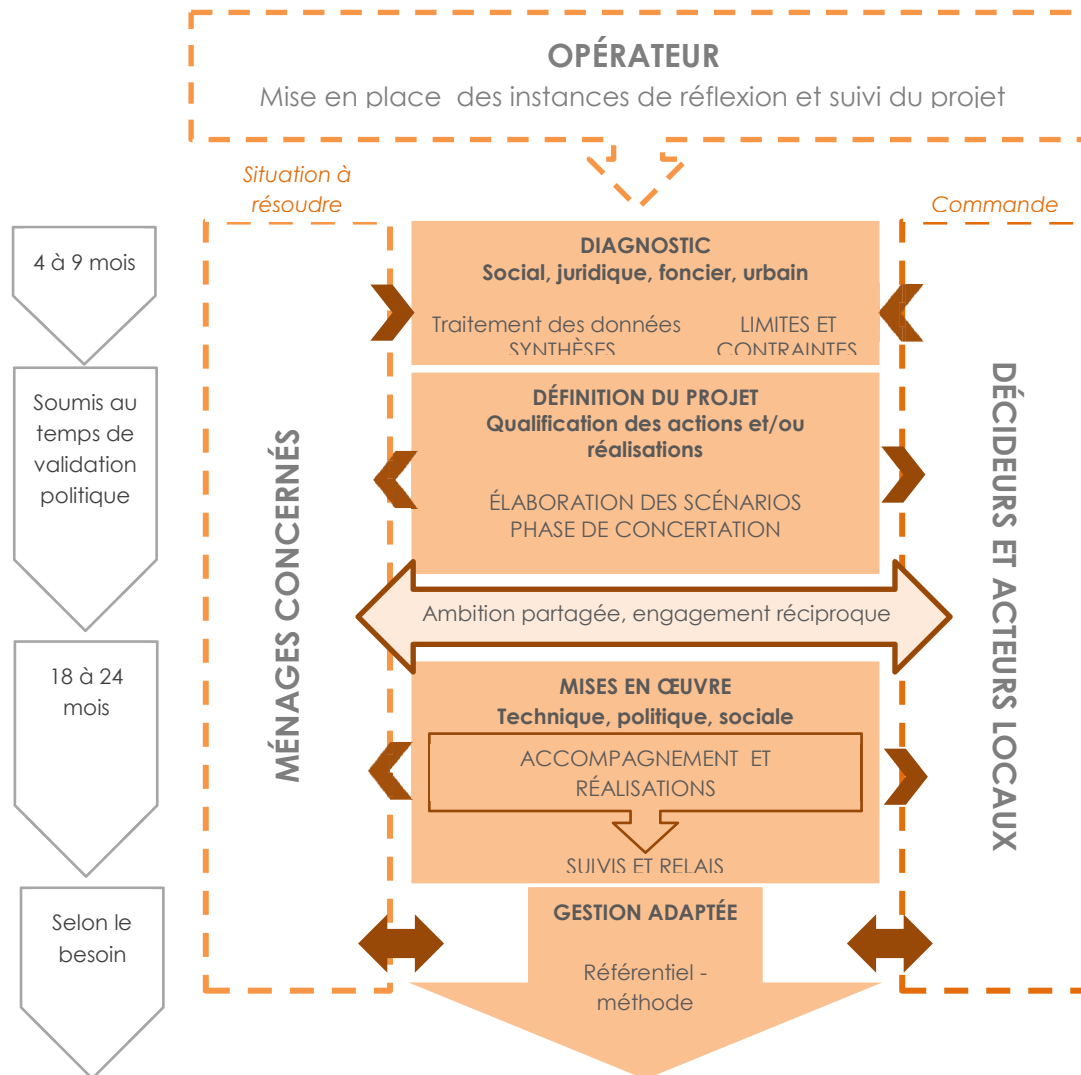 OPÉRATEUR
Mise en place des instances de réflexion et suivi du projet
Situation à
résoudre
Commande
4 à 9 mois
DIAGNOSTIC
Social, juridique, foncier, urbain
Traitement des données
SYNTHÈSES
LIMITES ET
CONTRAINTES
Soumis au
temps de
validation
politique
DÉFINITION DU PROJET
Qualification des actions et/ou
réalisations
ÉLABORATION DES SCÉNARIOS
PHASE DE CONCERTATION
MÉNAGES CONCERNÉS
DÉCIDEURS ET ACTEURS LOCAUX
Ambition partagée, engagement réciproque
18 à 24
mois
MISES EN ŒUVRE
Technique, politique, sociale
ACCOMPAGNEMENT ET
RÉALISATIONS
SUIVIS ET RELAIS
Selon le
besoin
GESTION ADAPTÉE
Référentiel -
méthode